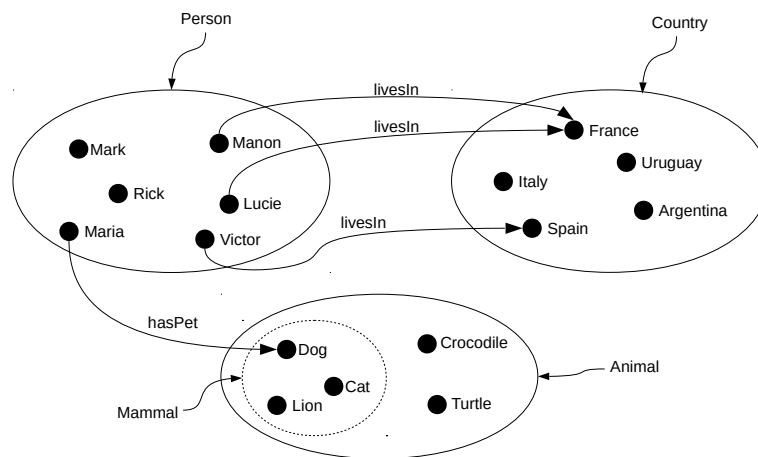 Person
Country
livesIn
livesIn
Mark
Manon
France
Uruguay
Rick
Italy
Lucie
Argentina
Maria
Victor
livesIn
Spain
hasPet
Dog
Crocodile
Animal
Cat
Mammal
Lion
Turtle